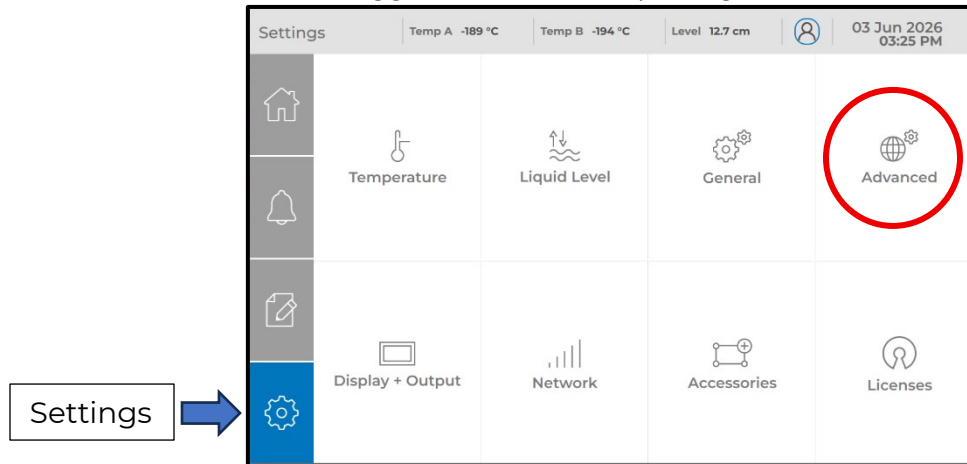 Settings Temp A -189 °C Temp B -194 °C Level 12.7 cm 03 Jun 2026
03:25 PM
Temperature Liquid Level General Advanced
Display + Output Network Accessories Licenses
Settings